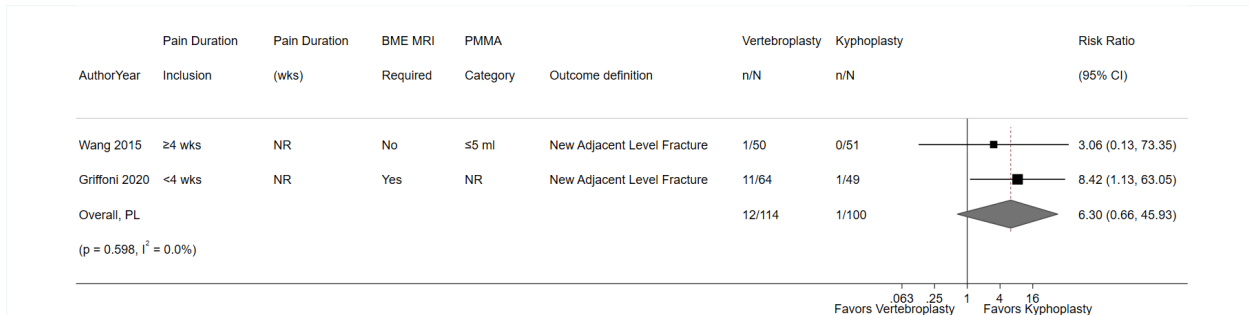 Pain Duration Pain Duration BME MRI PMMA Vertebroplasty Kyphoplasty Risk Ratio
AuthorYear Inclusion (wks) Required Category Outcome definition n/N n/N (95% CI)
Wang 2015 ≥4 wks NR No ≤5 ml New Adjacent Level Fracture 1/50 0/51 3.06 (0.13, 73.35)
Griffoni 2020 <4 wks NR Yes NR New Adjacent Level Fracture 11/64 1/49 8.42 (1.13, 63.05)
Overall, PL 12/114 1/100 6.30 (0.66, 45.93)
(p = 0.598, I² = 0.0%)
.063 .25 1 4 16
Favors Vertebroplasty Favors Kyphoplasty